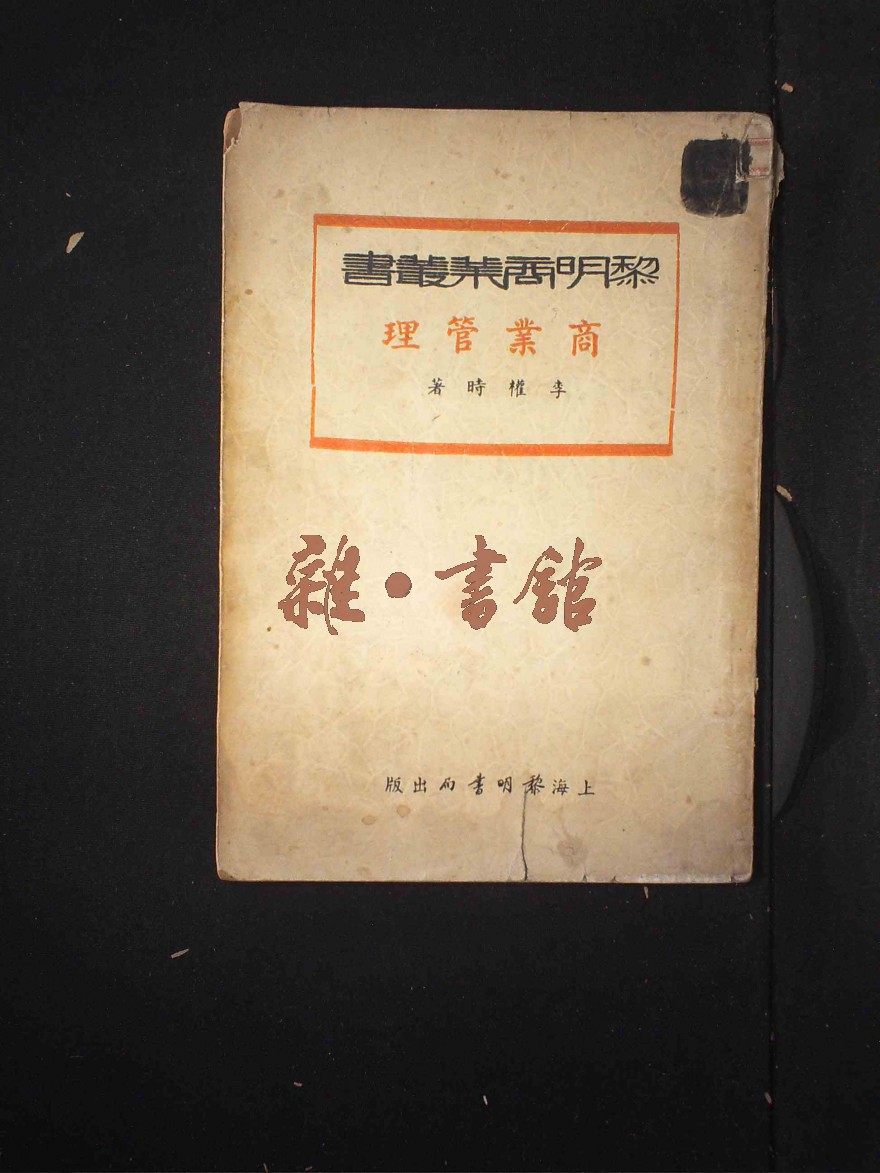 黎明商業叢書
商業管理
李權時著
雜·書館
上海黎明書局出版